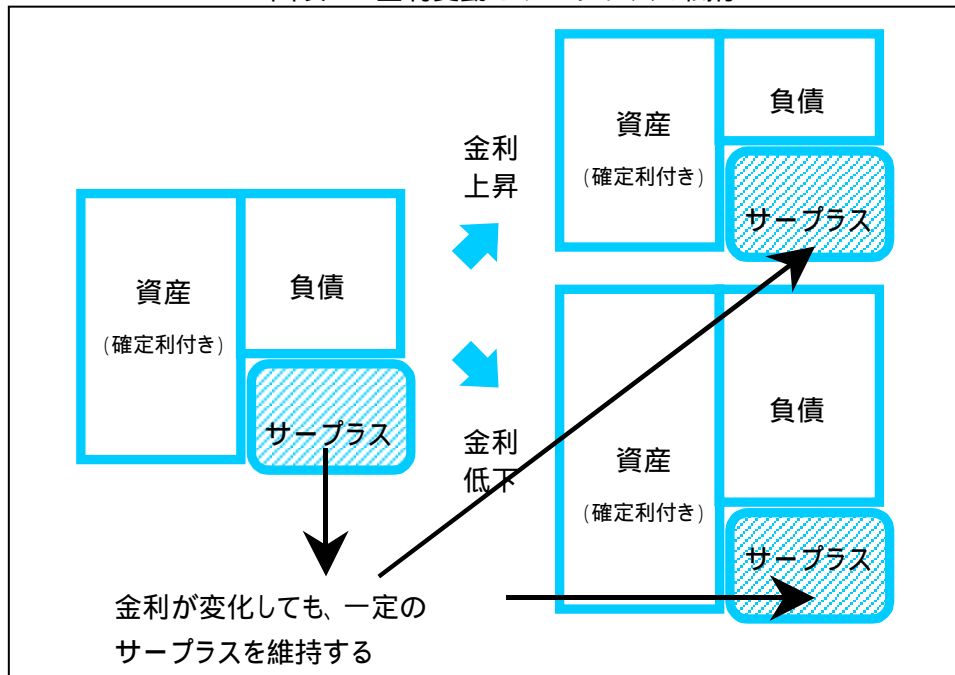 資産
(確定利付き)
負債
サープラス
金利
上昇
資産
(確定利付き)
負債
サープラス
金利
低下
資産
(確定利付き)
負債
サープラス
金利が変化しても、一定の
サープラスを維持する